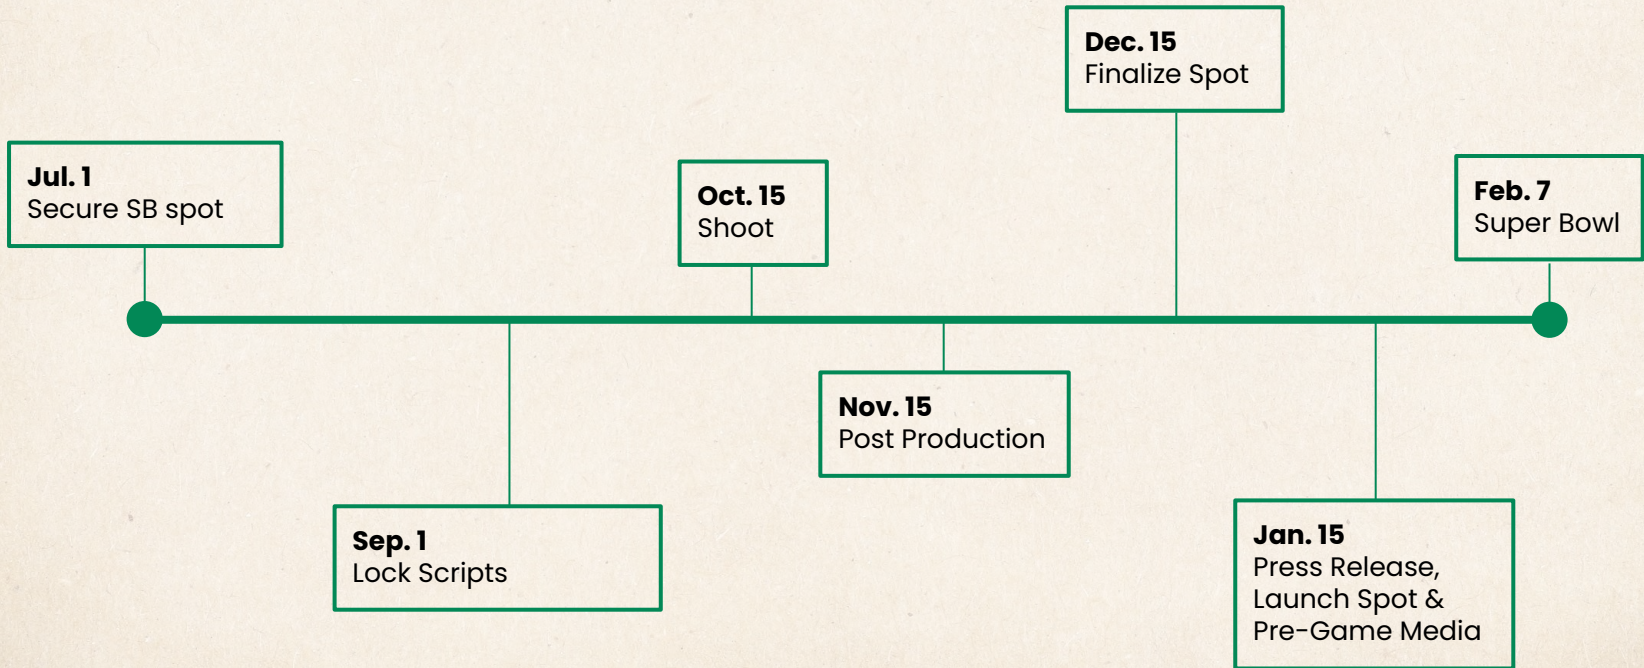 Jul. 1
Secure SB spot
Sep. 1
Lock Scripts
Oct. 15
Shoot
Nov. 15
Post Production
Dec. 15
Finalize Spot
Jan. 15
Press Release,
Launch Spot &
Pre-Game Media
Feb. 7
Super Bowl